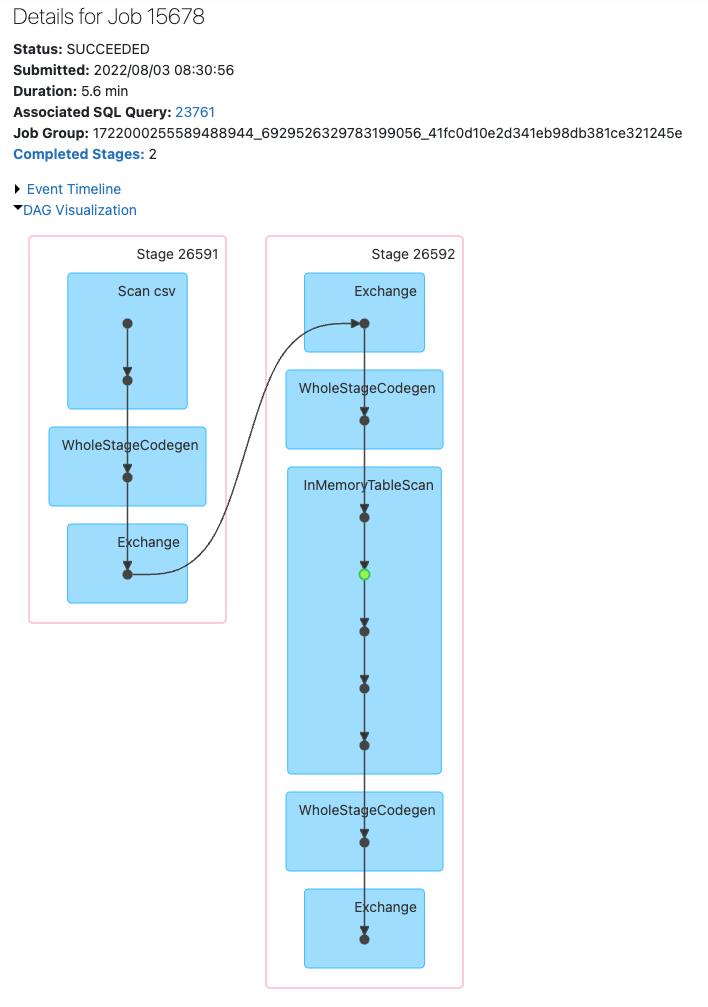 Details for Job 15678
Status: SUCCEEDED
Submitted: 2022/08/03 08:30:56
Duration: 5.6 min
Associated SQL Query: 23761
Job Group: 1722000255589488944_6929526329783199056_41fc0d10e2d341eb98db381ce321245e
Completed Stages: 2
Event Timeline
DAG Visualization
Stage 26591
Scan csv
WholeStageCodegen
Exchange
Stage 26592
Exchange
WholeStageCodegen
InMemoryTableScan
WholeStageCodegen
Exchange